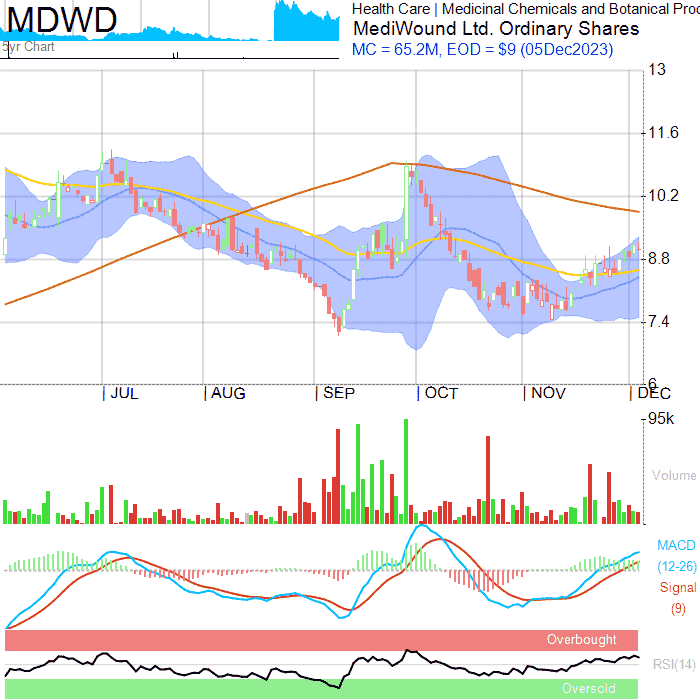 MDWD
5yr Chart
Health Care | Medicinal Chemicals and Botanical Proc
MediWound Ltd. Ordinary Shares
MC = 65.2M, EOD = $9 (05Dec2023)
13
11.6
10.2
8.8
7.4
6
JUL AUG SEP OCT NOV DEC
95k
Volume
MACD
(12-26)
Signal
(9)
Overbought
RSI(14)
Oversold